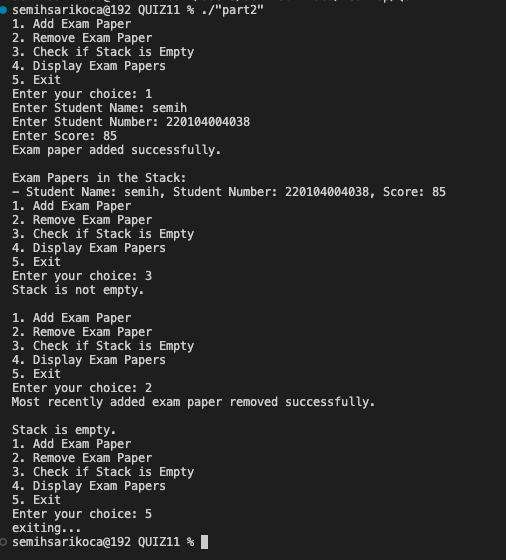 semihsarikoca@192 QUIZ11 % ./"part2"
1. Add Exam Paper
2. Remove Exam Paper
3. Check if Stack is Empty
4. Display Exam Papers
5. Exit
Enter your choice: 1
Enter Student Name: semih
Enter Student Number: 220104004038
Enter Score: 85
Exam paper added successfully.

Exam Papers in the Stack:
- Student Name: semih, Student Number: 220104004038, Score: 85
1. Add Exam Paper
2. Remove Exam Paper
3. Check if Stack is Empty
4. Display Exam Papers
5. Exit
Enter your choice: 3
Stack is not empty.

1. Add Exam Paper
2. Remove Exam Paper
3. Check if Stack is Empty
4. Display Exam Papers
5. Exit
Enter your choice: 2
Most recently added exam paper removed successfully.

Stack is empty.
1. Add Exam Paper
2. Remove Exam Paper
3. Check if Stack is Empty
4. Display Exam Papers
5. Exit
Enter your choice: 5
exiting...
semihsarikoca@192 QUIZ11 %